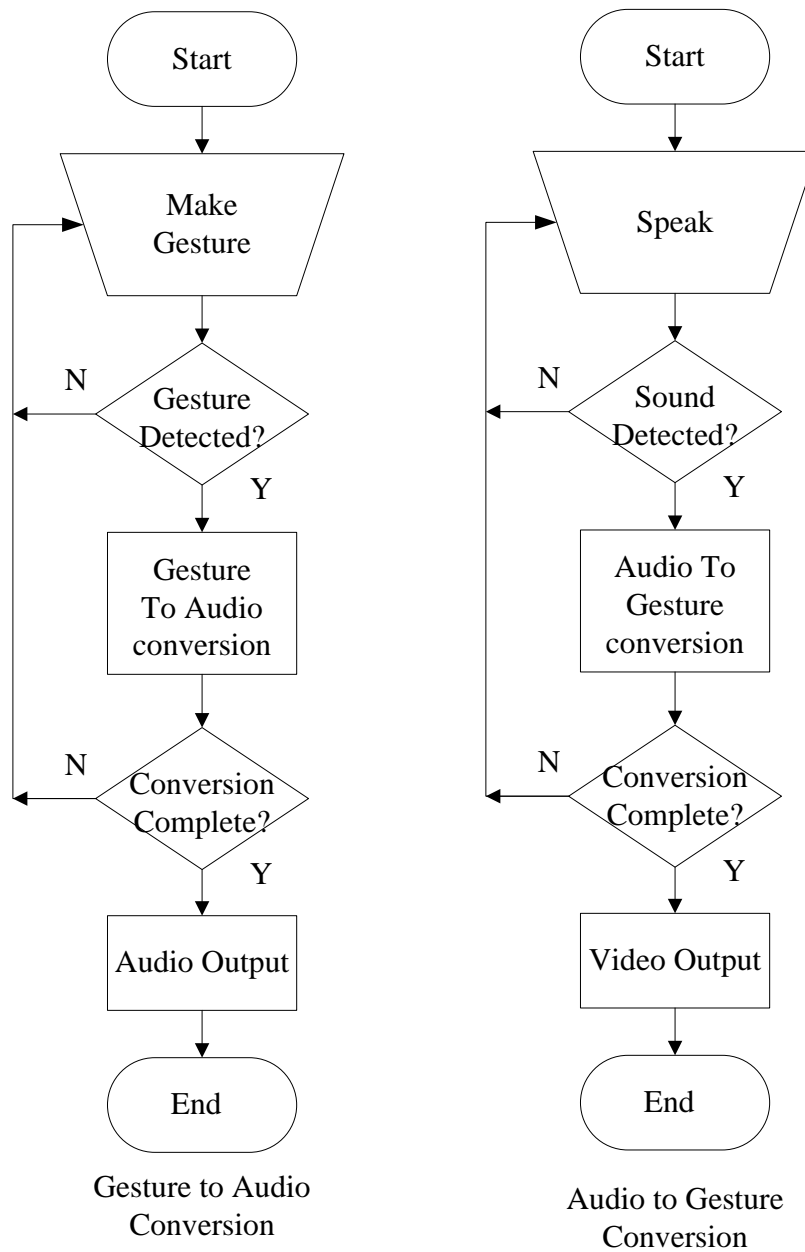 Start
Make
Gesture
N
Gesture
Detected?
Y
Gesture
To Audio
conversion
N
Conversion
Complete?
Y
Audio Output
End
Gesture to Audio
Conversion
Start
Speak
N
Sound
Detected?
Y
Audio To
Gesture
conversion
N
Conversion
Complete?
Y
Video Output
End
Audio to Gesture
Conversion